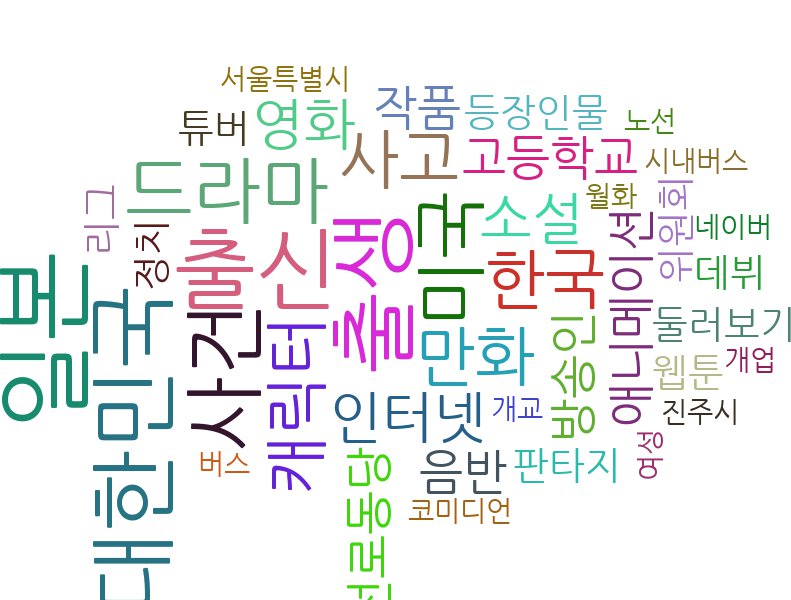 서울특별시
튜버
영화
작품
등장인물
노선
드라마
사고
고등학교
시내버스
리그
정치
출신
출생
미국
소설
월화
위원회
네이버
일본
대한민국
사건
캐릭터
한국
애니메이션
데뷔
만화
방송인
둘러보기
웹툰
개업
인터넷
개교
진주시
버스
로동당
음반
판타지
여성
코미디언